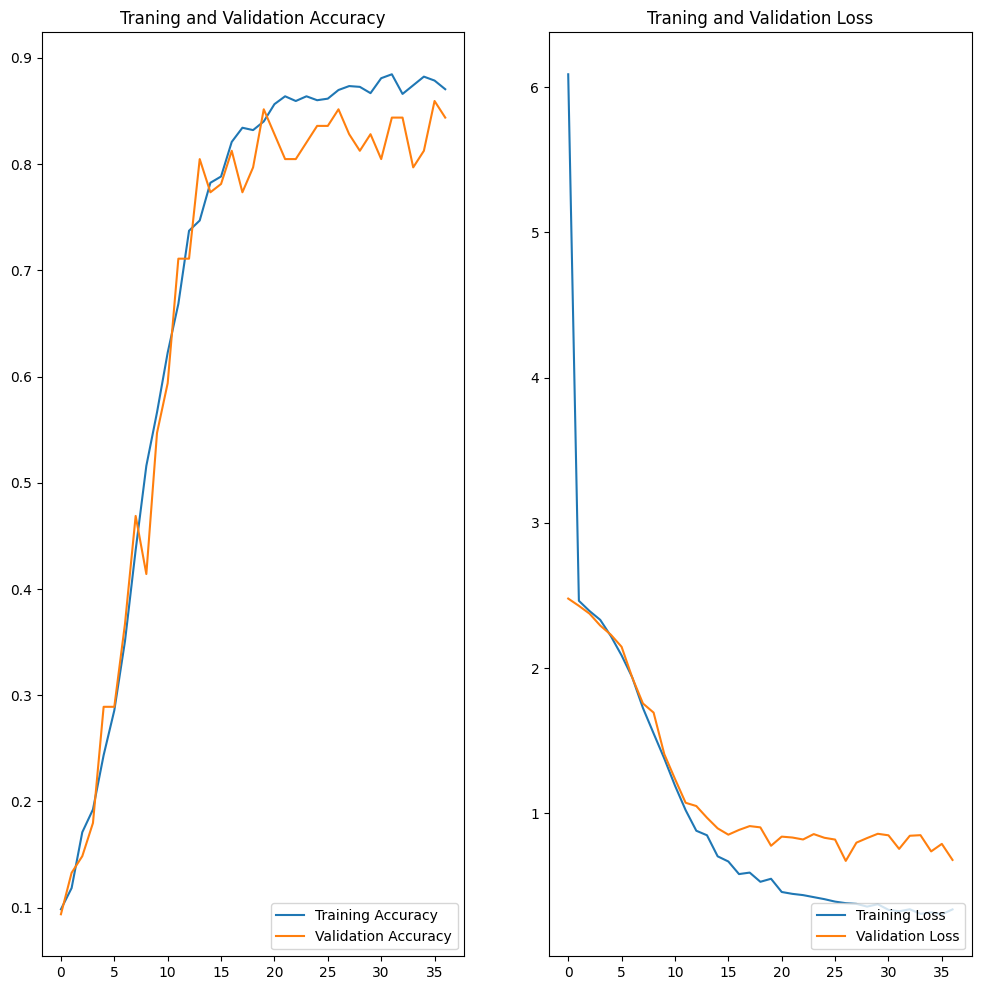 Traning and Validation Accuracy
0.9
0.8
0.7
0.6
0.5
0.4
0.3
0.2
0.1
0 5 10 15 20 25 30 35
Training Accuracy
Validation Accuracy
Traning and Validation Loss
6
5
4
3
2
1
0 5 10 15 20 25 30 35
Training Loss
Validation Loss